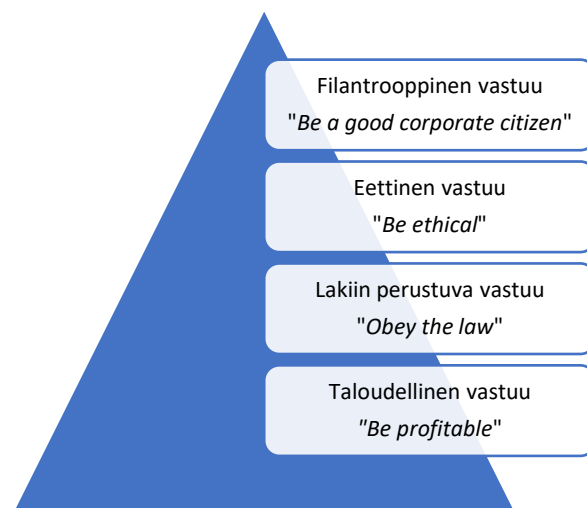 Filantrooppinen vastuu
"Be a good corporate citizen"
Eettinen vastuu
"Be ethical"
Lakiin perustuva vastuu
"Obey the law"
Taloudellinen vastuu
"Be profitable"